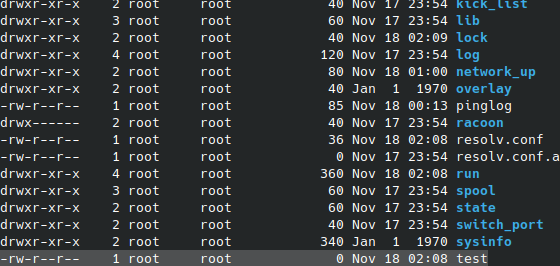 drwxr-xr-x 2 root root 40 Nov 17 23:54 kick_list
drwxr-xr-x 3 root root 60 Nov 17 23:54 lib
drwxr-xr-x 2 root root 40 Nov 18 02:09 lock
drwxr-xr-x 4 root root 120 Nov 17 23:54 log
drwxr-xr-x 2 root root 80 Nov 18 01:00 network_up
drwxr-xr-x 2 root root 40 Jan 1 1970 overlay
-rw-r--r-- 1 root root 85 Nov 18 00:13 pinglog
drwx------ 2 root root 40 Nov 17 23:54 racoon
-rw-r--r-- 1 root root 36 Nov 18 02:08 resolv.conf
-rw-r--r-- 1 root root 0 Nov 17 23:54 resolv.conf.a
drwxr-xr-x 4 root root 360 Nov 18 02:08 run
drwxr-xr-x 3 root root 60 Nov 17 23:54 spool
drwxr-xr-x 2 root root 60 Nov 17 23:54 state
drwxr-xr-x 2 root root 40 Nov 17 23:54 switch_port
drwxr-xr-x 2 root root 340 Jan 1 1970 sysinfo
-rw-r--r-- 1 root root 0 Nov 18 02:08 test